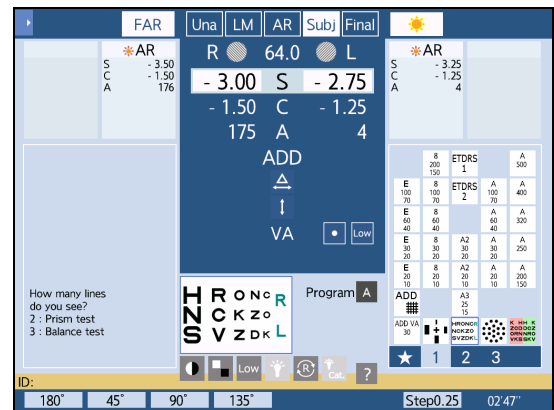 FAR Una LM AR Subj Final
AR
S - 3.50
C - 1.50
A 176
R 64.0 L
- 3.00 S - 2.75
- 1.50 C - 1.25
175 A 4
ADD
VA Low
AR
S - 3.25
C - 1.25
A 4
8 200 150 ETDRS 1 A 500
E 100 70 8 100 70 ETDRS 2 A 100 70 A 400
E 60 40 8 60 40 A 60 40 A 320
E 30 20 8 30 20 A2 30 20 A 30 20 A 250
E 20 10 8 20 10 A2 20 10 A 20 10 A 200 150
ADD A3 25 15
ADD VA 30 HRONCR NCKZO SVZDKL
1 2 3
How many lines
do you see?
2 : Prism test
3 : Balance test
H R O N C R
N C K Z O
S V Z D K L
Program A
Low R Cat. ?
ID:
180° 45° 90° 135° Step0.25 02'47"